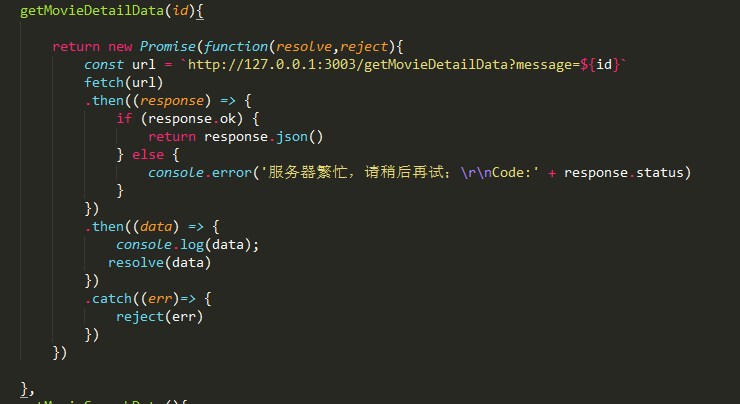 getMovieDetailData(id){
return new Promise(function(resolve,reject){
const url = `http://127.0.0.1:3003/getMovieDetailData?message=${id}`
fetch(url)
.then((response) => {
if (response.ok) {
return response.json()
} else {
console.error('服务器繁忙，请稍后再试；\r\nCode:' + response.status)
}
})
.then((data) => {
console.log(data);
resolve(data)
})
.catch((err)=> {
reject(err)
})
})
},